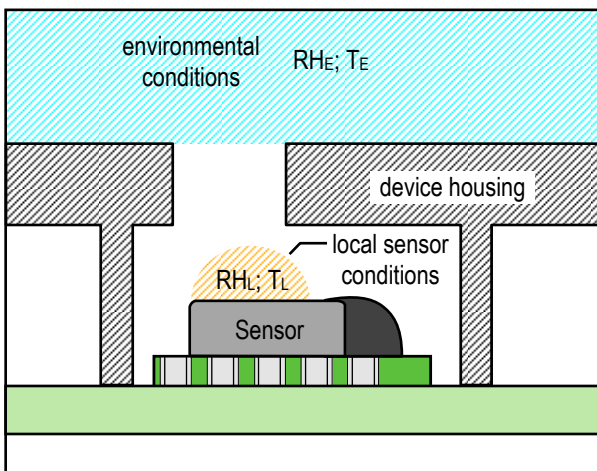 environmental
conditions
RHE; TE
device housing
local sensor
conditions
RHL; TL
Sensor